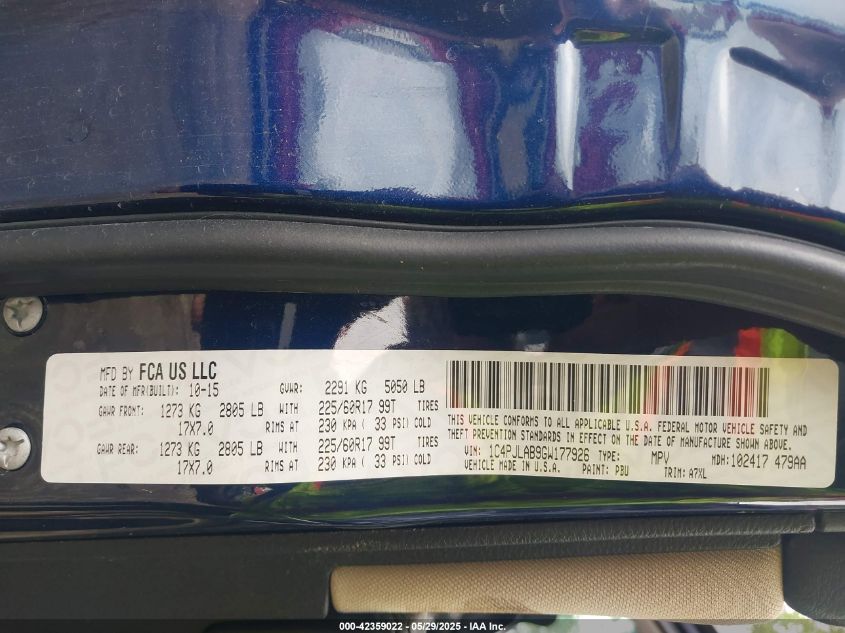 MFD BY FCA US LLC
DATE OF MFR(BUILT): 10-15 GVWR: 2291 KG 5050 LB
GAWR FRONT: 1273 KG 2805 LB WITH 225/60R17 99T TIRES
17X7.0 RIMS AT 230 KPA ( 33 PSI) COLD
GAWR REAR: 1273 KG 2805 LB WITH 225/60R17 99T TIRES
17X7.0 RIMS AT 230 KPA ( 33 PSI) COLD
THIS VEHICLE CONFORMS TO ALL APPLICABLE U.S.A. FEDERAL MOTOR VEHICLE SAFETY AND
THEFT PREVENTION STANDARDS IN EFFECT ON THE DATE OF MANUFACTURE SHOWN ABOVE.
VIN: 1C4PJLAB9GW177926 TYPE: MPV MDH: 102417 479AA
VEHICLE MADE IN U.S.A. PAINT: PBU TRIM: A7XL
000-42359022 - 05/29/2025 - IAA Inc.